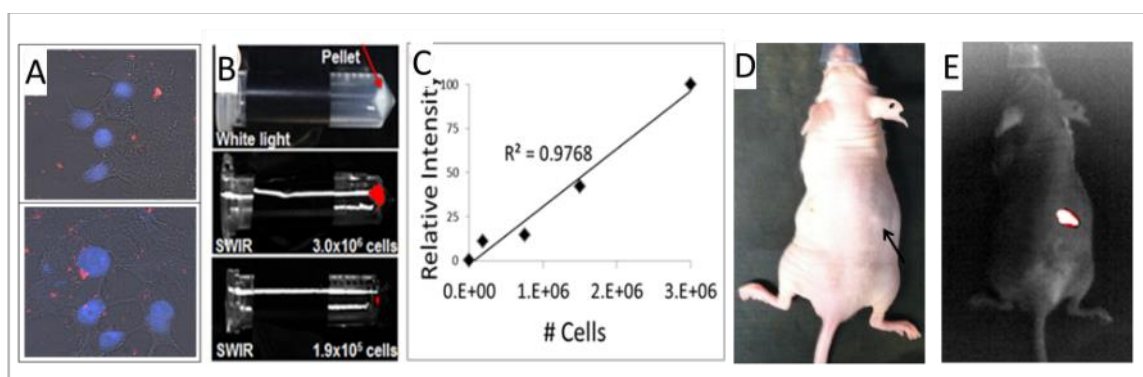 A
B
Pellet
White light
SWIR 3.0x10⁶ cells
SWIR 1.9x10⁵ cells
C
Relative Intensity
100
75
50
25
0
R² = 0.9768
0.E+00 1.E+06 2.E+06 3.E+06
# Cells
D
E